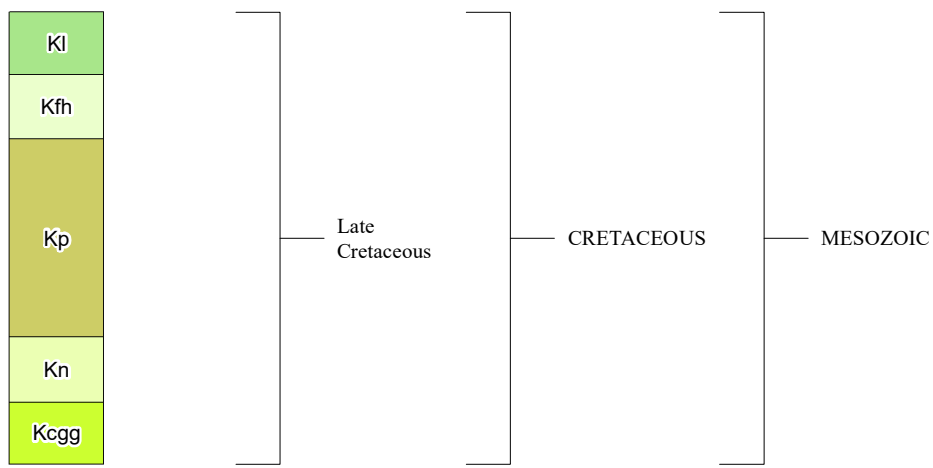 Kl
Kfh
Kp
Kn
Kcgg
Late
Cretaceous
CRETACEOUS
MESOZOIC